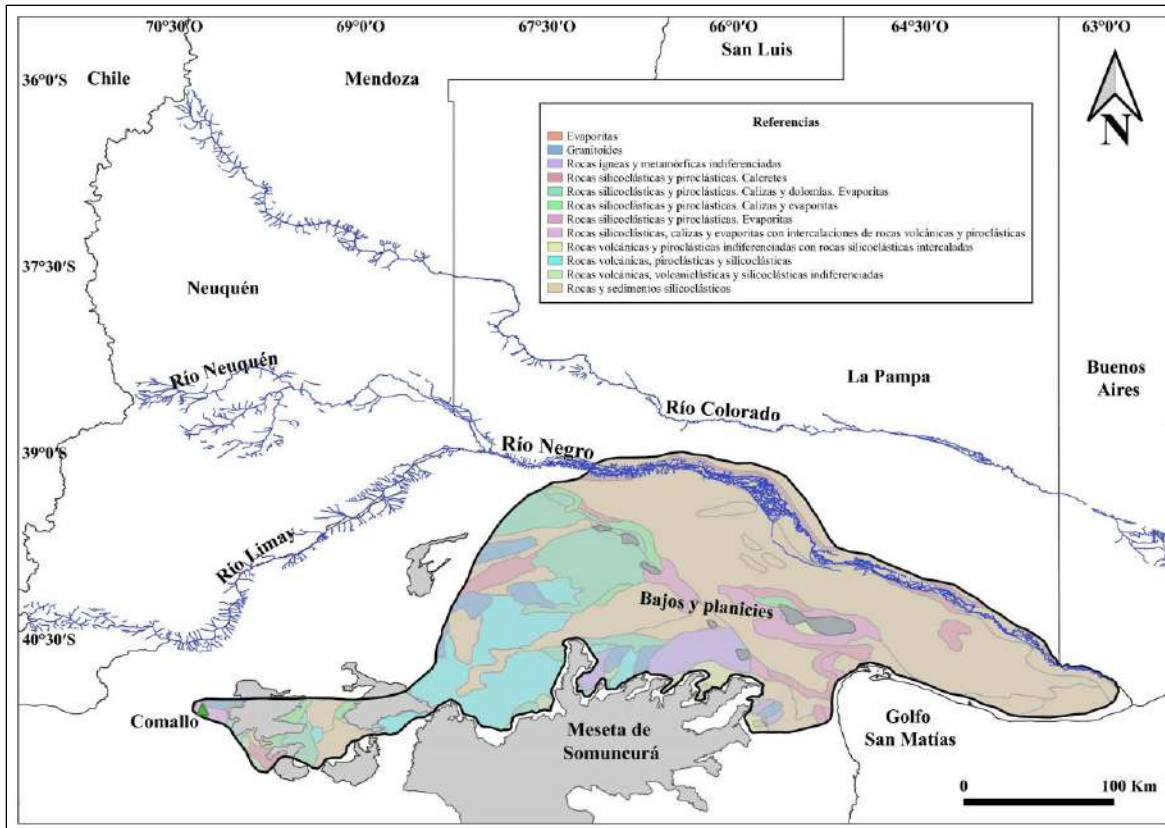 70°30'O 69°0'O 67°30'O 66°0'O 64°30'O 63°0'O
San Luis
36°0'S
Chile
Mendoza
N
Referencias
Evaporitas
Granitoides
Rocas ígneas y metamórficas indiferenciadas
Rocas silicoclásticas y piroclásticas. Calcretes
Rocas silicoclásticas y piroclásticas. Calizas y dolomías. Evaporitas
Rocas silicoclásticas y piroclásticas. Calizas y evaporitas
Rocas silicoclásticas y piroclásticas. Evaporitas
Rocas silicoclásticas, calizas y evaporitas con intercalaciones de rocas volcánicas y piroclásticas
Rocas volcánicas y piroclásticas indiferenciadas con rocas silicoclásticas intercaladas
Rocas volcánicas, piroclásticas y silicoclásticas
Rocas volcánicas, volcaniclásticas y silicoclásticas indiferenciadas
Rocas y sedimentos silicoclásticos
37°30'S
Neuquén
Río Neuquén
La Pampa
Buenos
Aires
Río Colorado
39°0'S
Río Negro
Río Limay
Bajos y planicies
40°30'S
Comallo
Meseta de
Somuncurá
Golfo
San Matías
0 100 Km